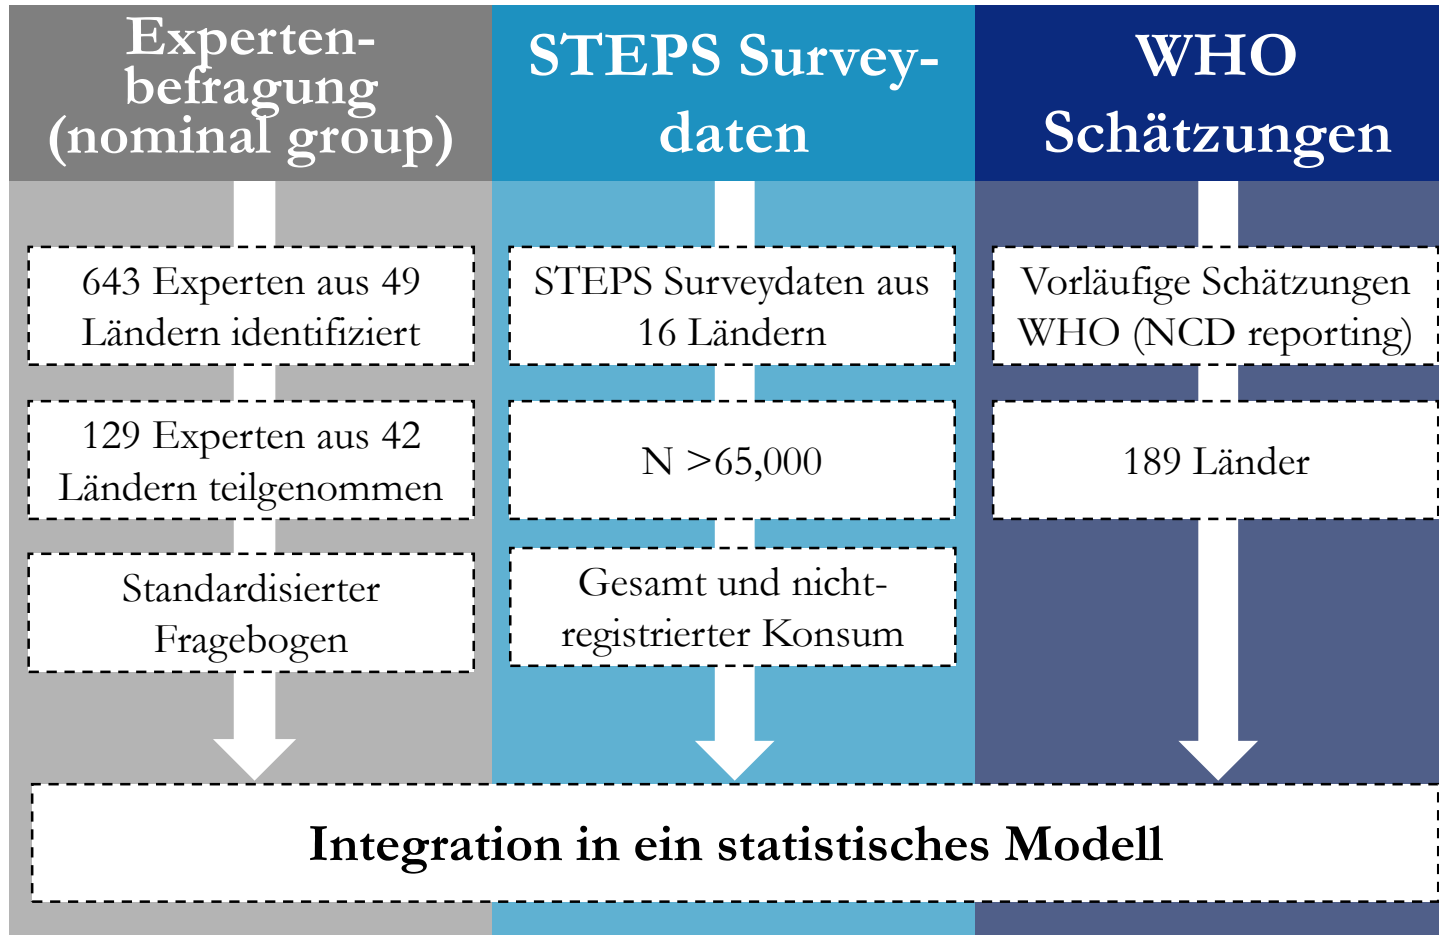 Experten-
befragung
(nominal group)
643 Experten aus 49
Ländern identifiziert
129 Experten aus 42
Ländern teilgenommen
Standardisierter
Fragebogen
STEPS Survey-
daten
STEPS Surveydaten aus
16 Ländern
N >65,000
Gesamt und nicht-
registrierter Konsum
WHO
Schätzungen
Vorläufige Schätzungen
WHO (NCD reporting)
189 Länder
Integration in ein statistisches Modell